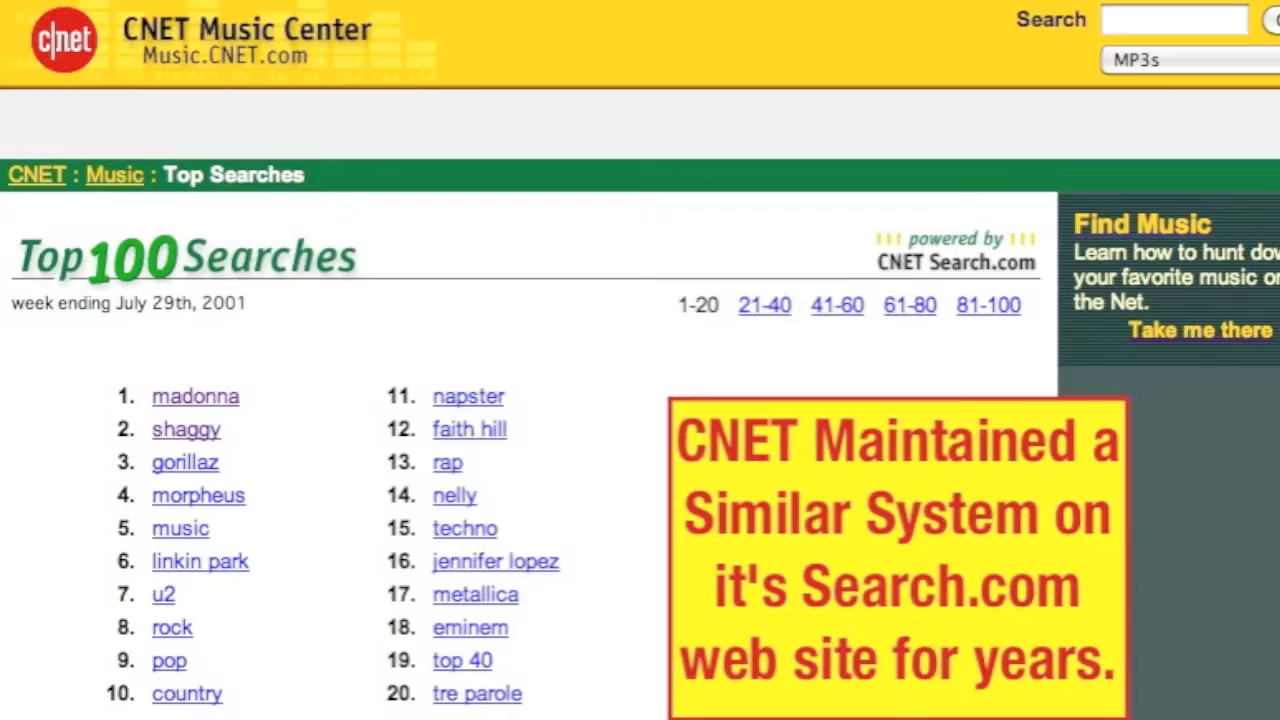 c|net
CNET Music Center
Music.CNET.com
Search
MP3s
CNET : Music : Top Searches
Top 100 Searches
powered by
CNET Search.com
week ending July 29th, 2001
1-20 21-40 41-60 61-80 81-100
Find Music
Learn how to hunt dow
your favorite music on
the Net.
Take me there
1. madonna
2. shaggy
3. gorillaz
4. morpheus
5. music
6. linkin park
7. u2
8. rock
9. pop
10. country
11. napster
12. faith hill
13. rap
14. nelly
15. techno
16. jennifer lopez
17. metallica
18. eminem
19. top 40
20. tre parole
CNET Maintained a
Similar System on
it's Search.com
web site for years.